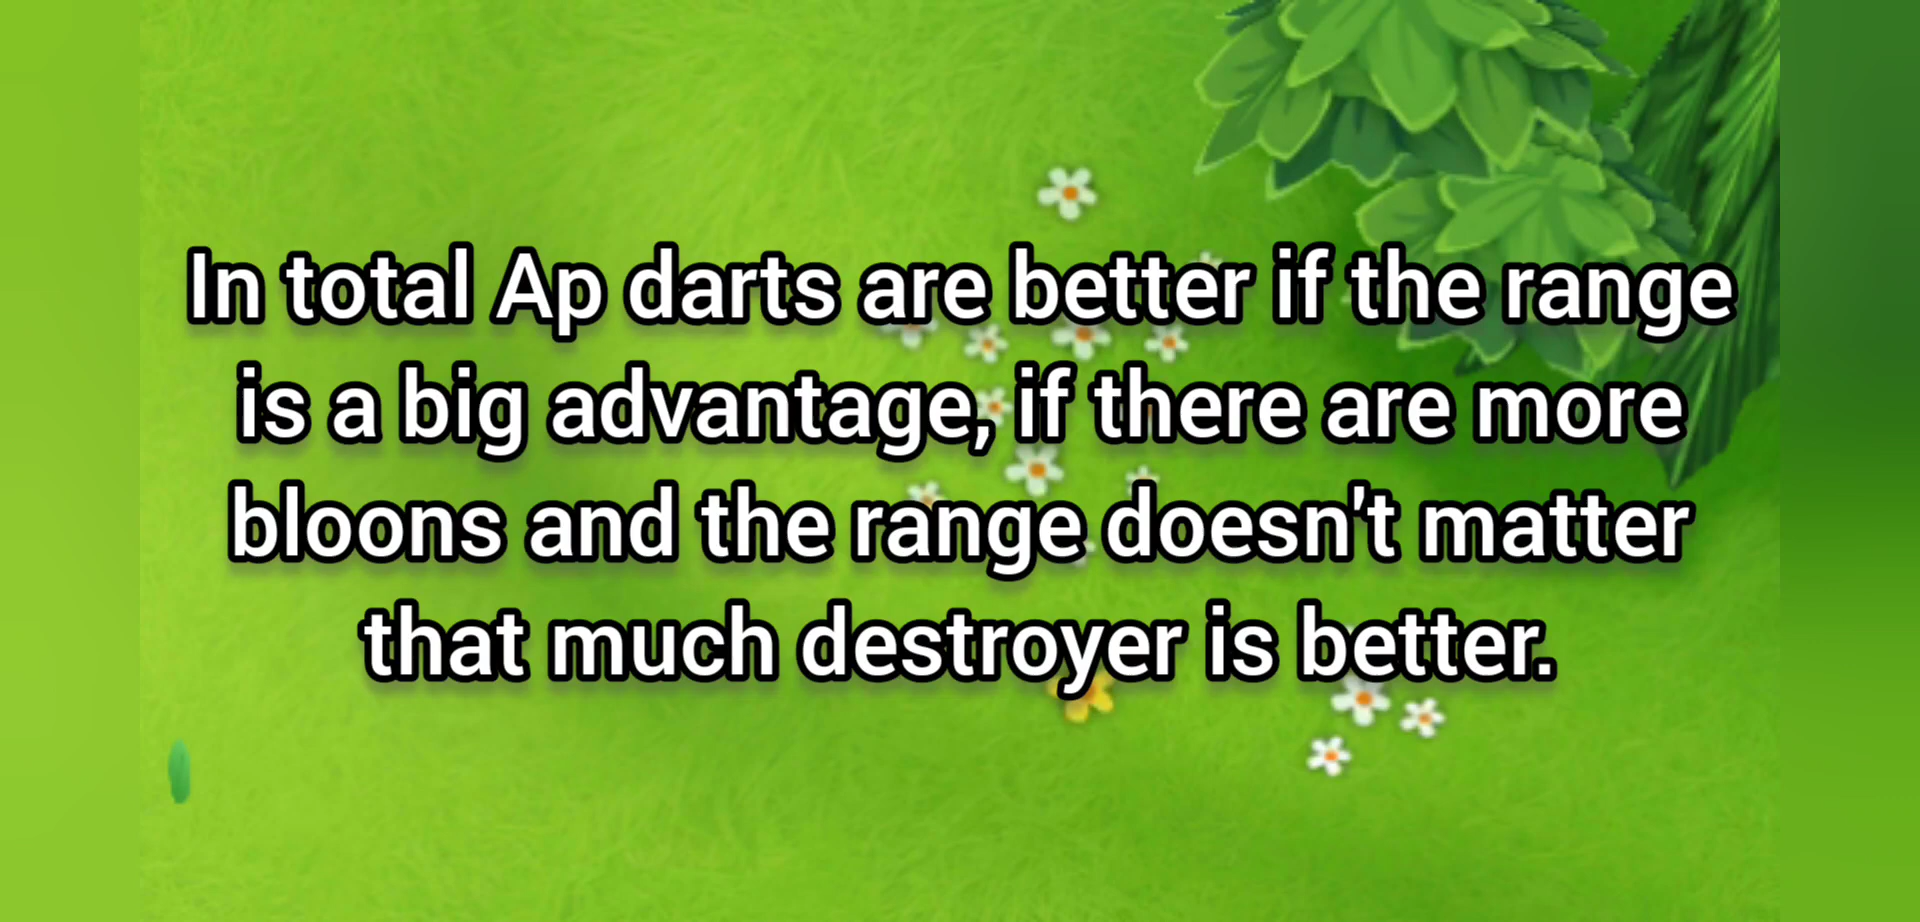 In total Ap darts are better if the range
is a big advantage, if there are more
bloons and the range doesn't matter
that much destroyer is better.